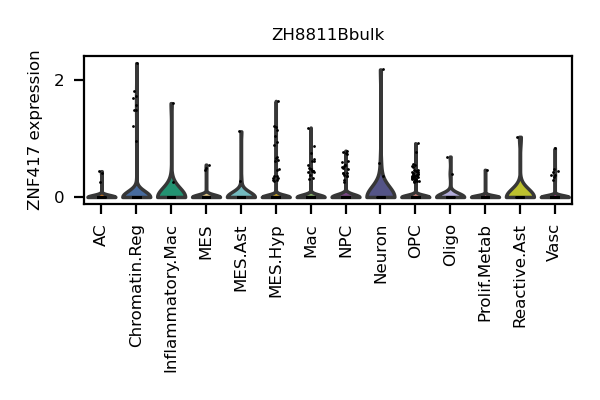 ZH8811Bbulk
ZNF417 expression
2
0
AC
Chromatin.Reg
Inflammatory.Mac
MES
MES.Ast
MES.Hyp
Mac
NPC
Neuron
OPC
Oligo
Prolif.Metab
Reactive.Ast
Vasc